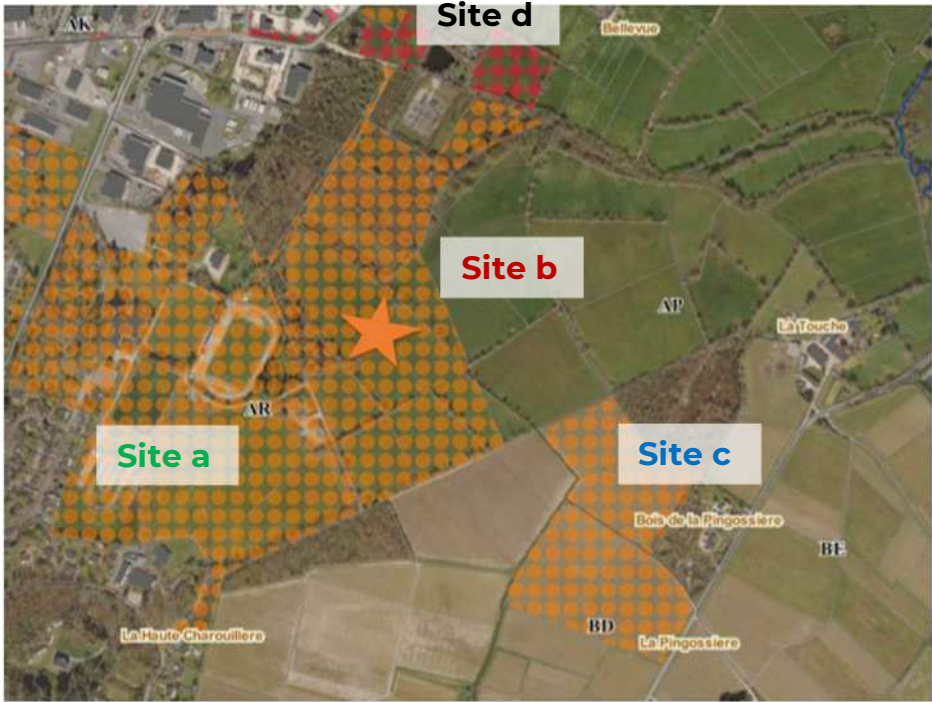 Site d
AK
Bellevue
Site b
AP
La Touche
AR
Site a
Site c
Bois de la Pingossiere
BE
BD
La Haute Charouillere
La Pingossiere